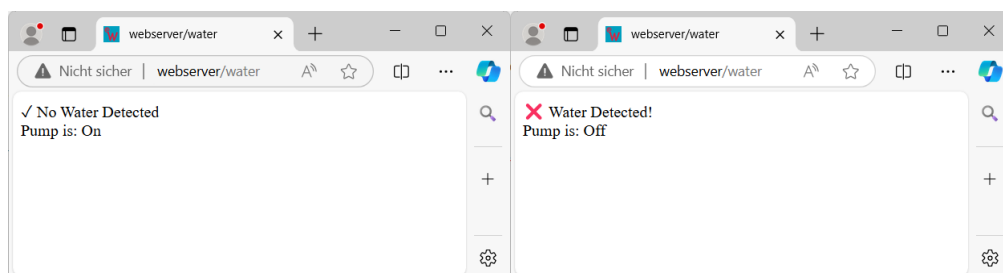 webserver/water
Nicht sicher | webserver/water
✓ No Water Detected
Pump is: On
webserver/water
Nicht sicher | webserver/water
❌ Water Detected!
Pump is: Off